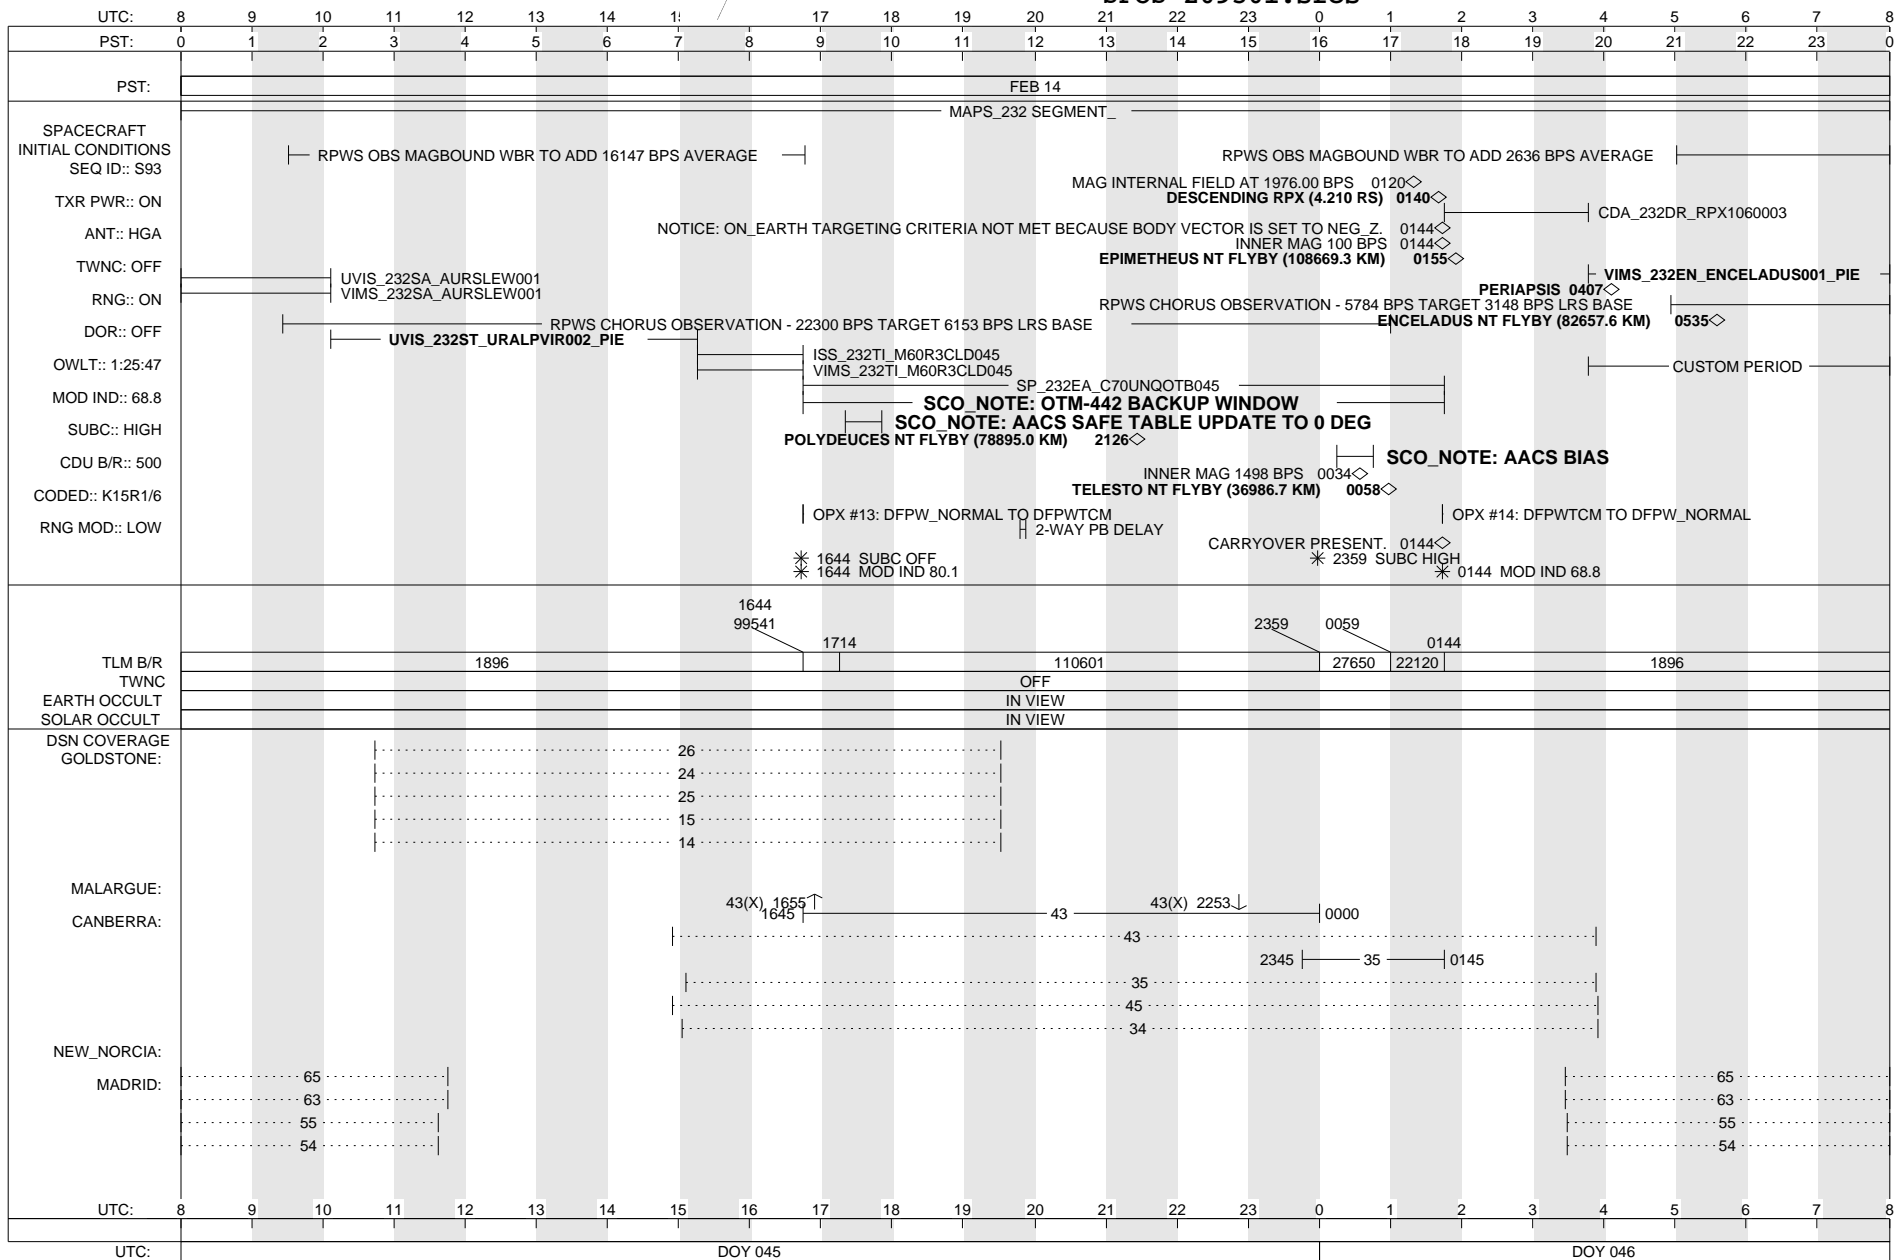 UTC: 8 9 10 11 12 13 14 17 18 19 20 21 22 23 0 1 2 3 4 5 6 7 8
PST: 0 1 2 3 4 5 6 7 8 9 10 11 12 13 14 15 16 17 18 19 20 21 22 23 0
PST: FEB 14
MAPS_232 SEGMENT_
SPACECRAFT
INITIAL CONDITIONS
SEQ ID:: S93
TXR PWR:: ON
ANT:: HGA
TWNC: OFF
RNG:: ON
DOR:: OFF
OWLT:: 1:25:47
MOD IND:: 68.8
SUBC:: HIGH
CDU B/R:: 500
CODED:: K15R1/6
RNG MOD:: LOW
RPWS OBS MAGBOUND WBR TO ADD 16147 BPS AVERAGE
RPWS OBS MAGBOUND WBR TO ADD 2636 BPS AVERAGE
MAG INTERNAL FIELD AT 1976.00 BPS 0120
DESCENDING RPX (4.210 RS) 0140
CDA_232DR_RPX1060003
NOTICE: ON_EARTH TARGETING CRITERIA NOT MET BECAUSE BODY VECTOR IS SET TO NEG_Z. 0144
INNER MAG 100 BPS 0144
EPIMETHEUS NT FLYBY (108669.3 KM) 0155
UVIS_232SA_AURSLEW001
VIMS_232EN_ENCELADUS001_PIE
VIMS_232SA_AURSLEW001
PERIAPSIS 0407
RPWS CHORUS OBSERVATION - 5784 BPS TARGET 3148 BPS LRS BASE
RPWS CHORUS OBSERVATION - 22300 BPS TARGET 6153 BPS LRS BASE
ENCELADUS NT FLYBY (82657.6 KM) 0535
UVIS_232ST_URALPVIR002_PIE
ISS_232TI_M60R3CLD045
VIMS_232TI_M60R3CLD045
CUSTOM PERIOD
SP_232EA_C70UNQOTB045
SCO_NOTE: OTM-442 BACKUP WINDOW
SCO_NOTE: AACS SAFE TABLE UPDATE TO 0 DEG
POLYDEUCES NT FLYBY (78895.0 KM) 2126
SCO_NOTE: AACS BIAS
INNER MAG 1498 BPS 0034
TELESTO NT FLYBY (36986.7 KM) 0058
OPX #13: DFPW_NORMAL TO DFPWTCM
OPX #14: DFPWTCM TO DFPW_NORMAL
2-WAY PB DELAY
CARRYOVER PRESENT. 0144
1644 SUBC OFF
2359 SUBC HIGH
1644 MOD IND 80.1
0144 MOD IND 68.8
1644
99541 2359 0059
1714 0144
TLM B/R 1896 110601 27650 22120 1896
TWNC OFF
EARTH OCCULT IN VIEW
SOLAR OCCULT IN VIEW
DSN COVERAGE
GOLDSTONE:
26
24
25
15
14
MALARGUE:
CANBERRA:
43(X) 1655 43(X) 2253
1645 43 0000
43
2345 35 0145
35
45
34
NEW_NORCIA:
MADRID:
65 65
63 63
55 55
54 54
UTC: 8 9 10 11 12 13 14 15 16 17 18 19 20 21 22 23 0 1 2 3 4 5 6 7 8
UTC: DOY 045 DOY 046